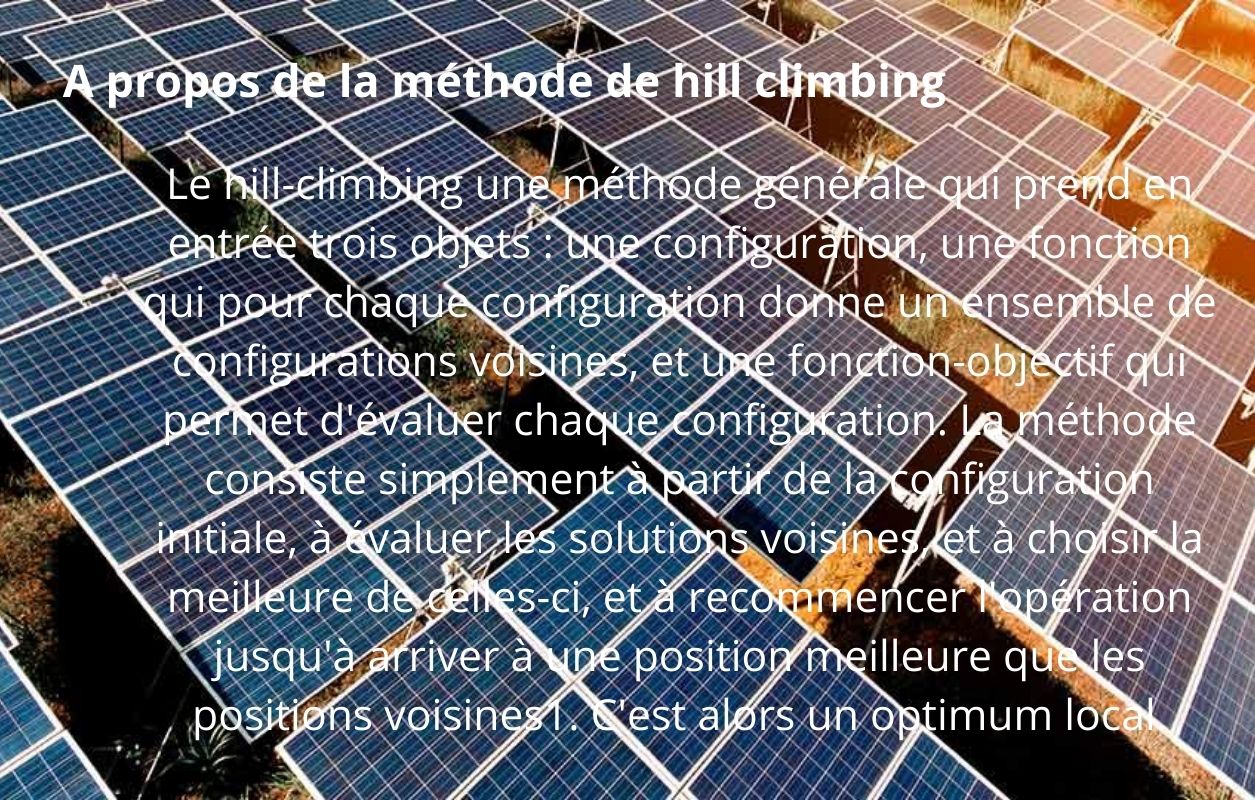 A propos de la méthode de hill climbing
Le hill-climbing une méthode générale qui prend en
entrée trois objets : une configuration, une fonction
qui pour chaque configuration donne un ensemble de
configurations voisines, et une fonction-objectif qui
permet d'évaluer chaque configuration. La méthode
consiste simplement à partir de la configuration
initiale, à évaluer les solutions voisines, et à choisir la
meilleure de celles-ci, et à recommencer l'opération
jusqu'à arriver à une position meilleure que les
positions voisines1. C'est alors un optimum local.